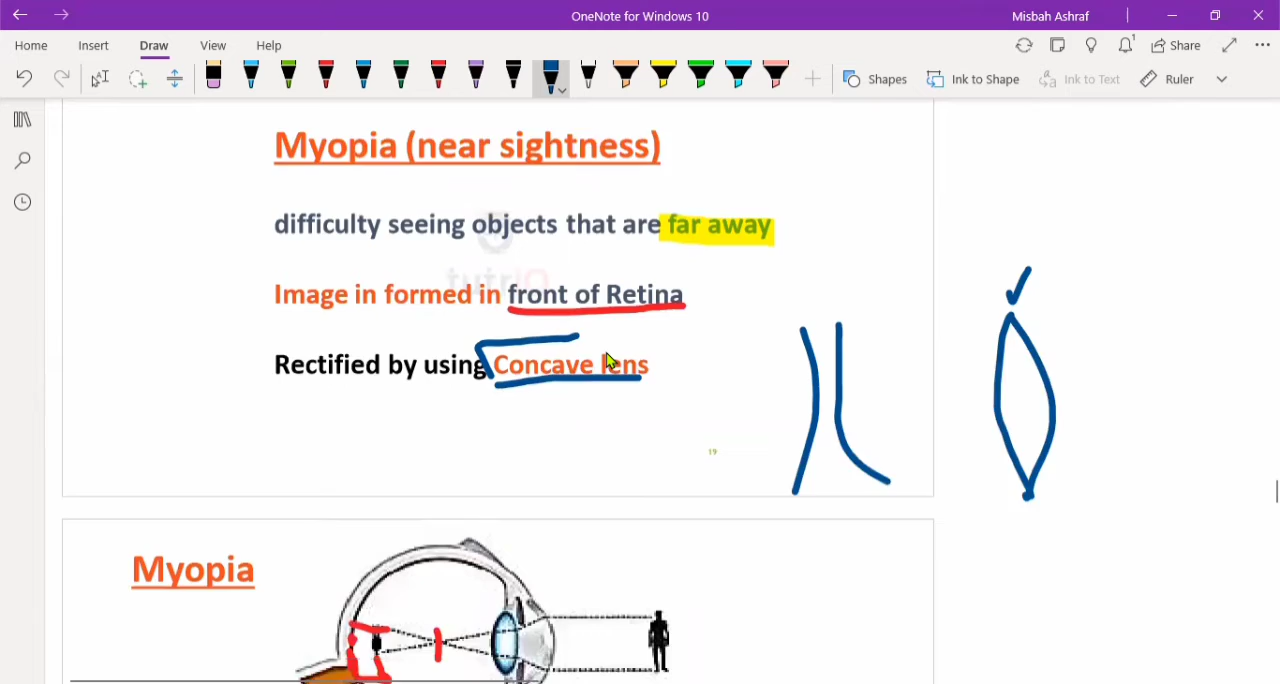 OneNote for Windows 10
Misbah Ashraf
Home Insert Draw View Help
Share
Shapes Ink to Shape Ink to Text Ruler
Myopia (near sightness)
difficulty seeing objects that are far away
tutrIO
Image in formed in front of Retina
Rectified by using Concave lens
19
Myopia